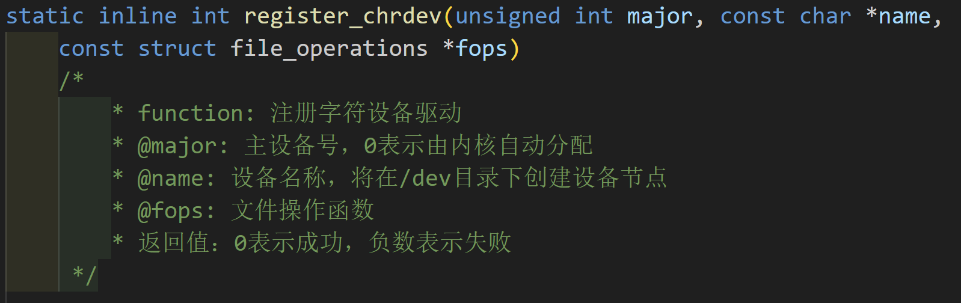 static inline int register_chrdev(unsigned int major, const char *name,
const struct file_operations *fops)
/*
* function: 注册字符设备驱动
* @major: 主设备号，0表示由内核自动分配
* @name: 设备名称，将在/dev目录下创建设备节点
* @fops: 文件操作函数
* 返回值：0表示成功，负数表示失败
*/